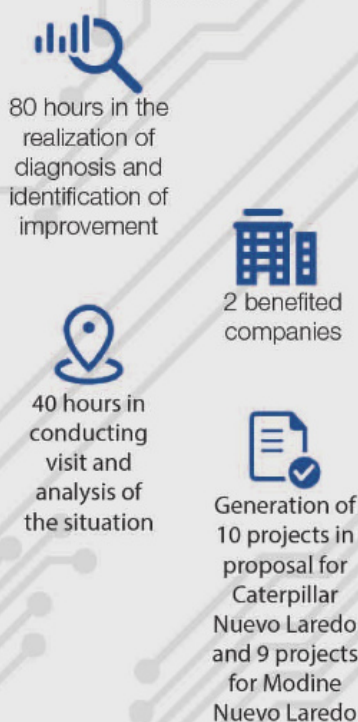 80 hours in the
realization of
diagnosis and
identification of
improvement
2 benefited
companies
40 hours in
conducting
visit and
analysis of
the situation
Generation of
10 projects in
proposal for
Caterpillar
Nuevo Laredo
and 9 projects
for Modine
Nuevo Laredo